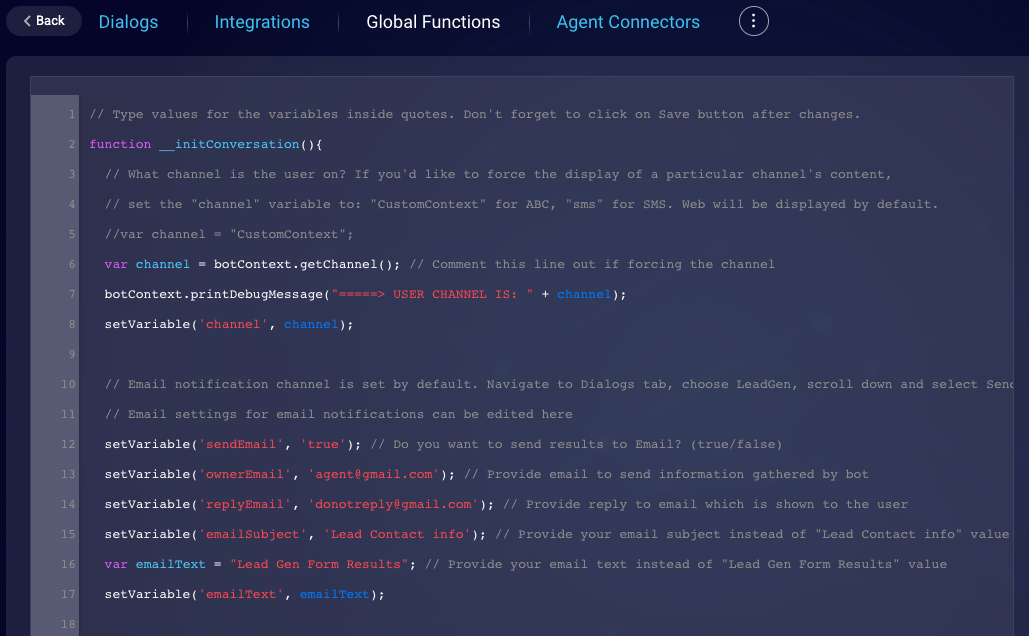 Back Dialogs Integrations Global Functions Agent Connectors
1 // Type values for the variables inside quotes. Don't forget to click on Save button after changes.
2 function __initConversation(){
3 // What channel is the user on? If you'd like to force the display of a particular channel's content,
4 // set the "channel" variable to: "CustomContext" for ABC, "sms" for SMS. Web will be displayed by default.
5 //var channel = "CustomContext";
6 var channel = botContext.getChannel(); // Comment this line out if forcing the channel
7 botContext.printDebugMessage("=====> USER CHANNEL IS: " + channel);
8 setVariable('channel', channel);
9
10 // Email notification channel is set by default. Navigate to Dialogs tab, choose LeadGen, scroll down and select Send
11 // Email settings for email notifications can be edited here
12 setVariable('sendEmail', 'true'); // Do you want to send results to Email? (true/false)
13 setVariable('ownerEmail', 'agent@gmail.com'); // Provide email to send information gathered by bot
14 setVariable('replyEmail', 'donotreply@gmail.com'); // Provide reply to email which is shown to the user
15 setVariable('emailSubject', 'Lead Contact info'); // Provide your email subject instead of "Lead Contact info" value
16 var emailText = "Lead Gen Form Results"; // Provide your email text instead of "Lead Gen Form Results" value
17 setVariable('emailText', emailText);
18